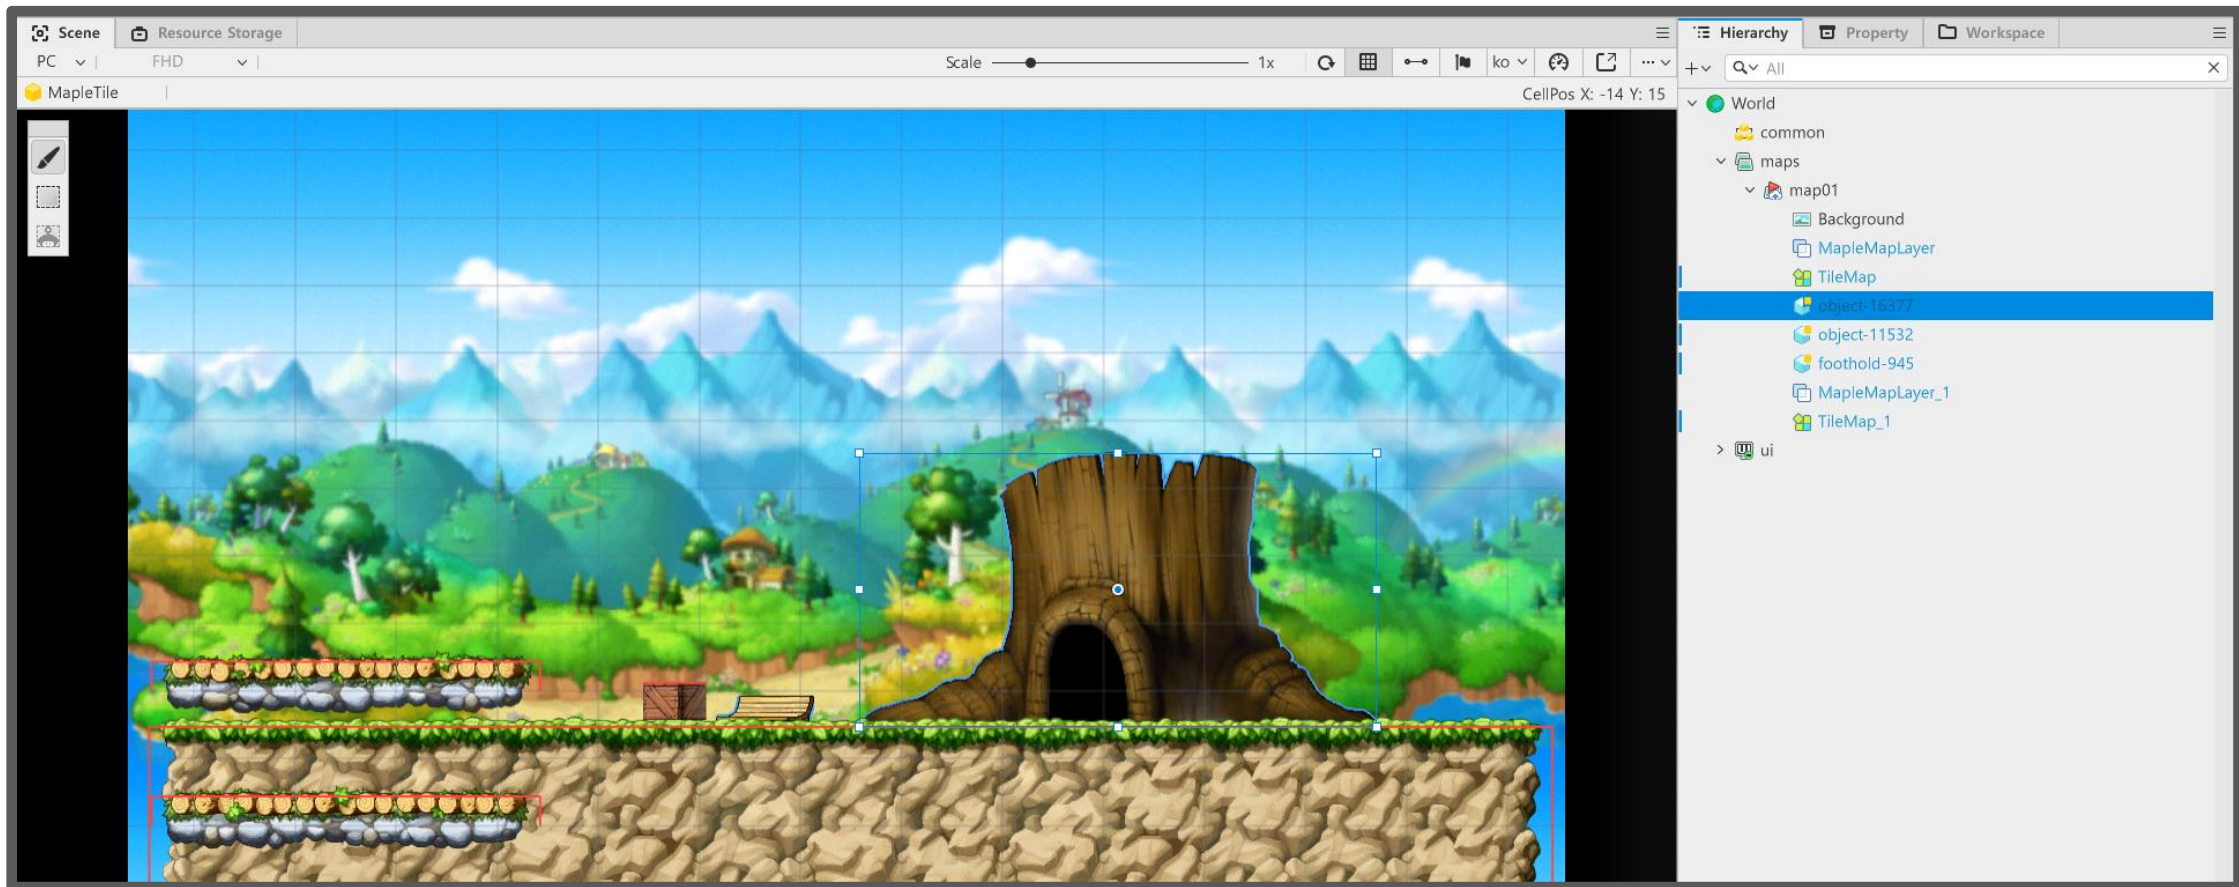 Scene Resource Storage
PC FHD Scale 1x ko
MapleTile CellPos X: -14 Y: 15
Hierarchy Property Workspace
All
World
common
maps
map01
Background
MapleMapLayer
TileMap
object-16377
object-11532
foothold-945
MapleMapLayer_1
TileMap_1
ui